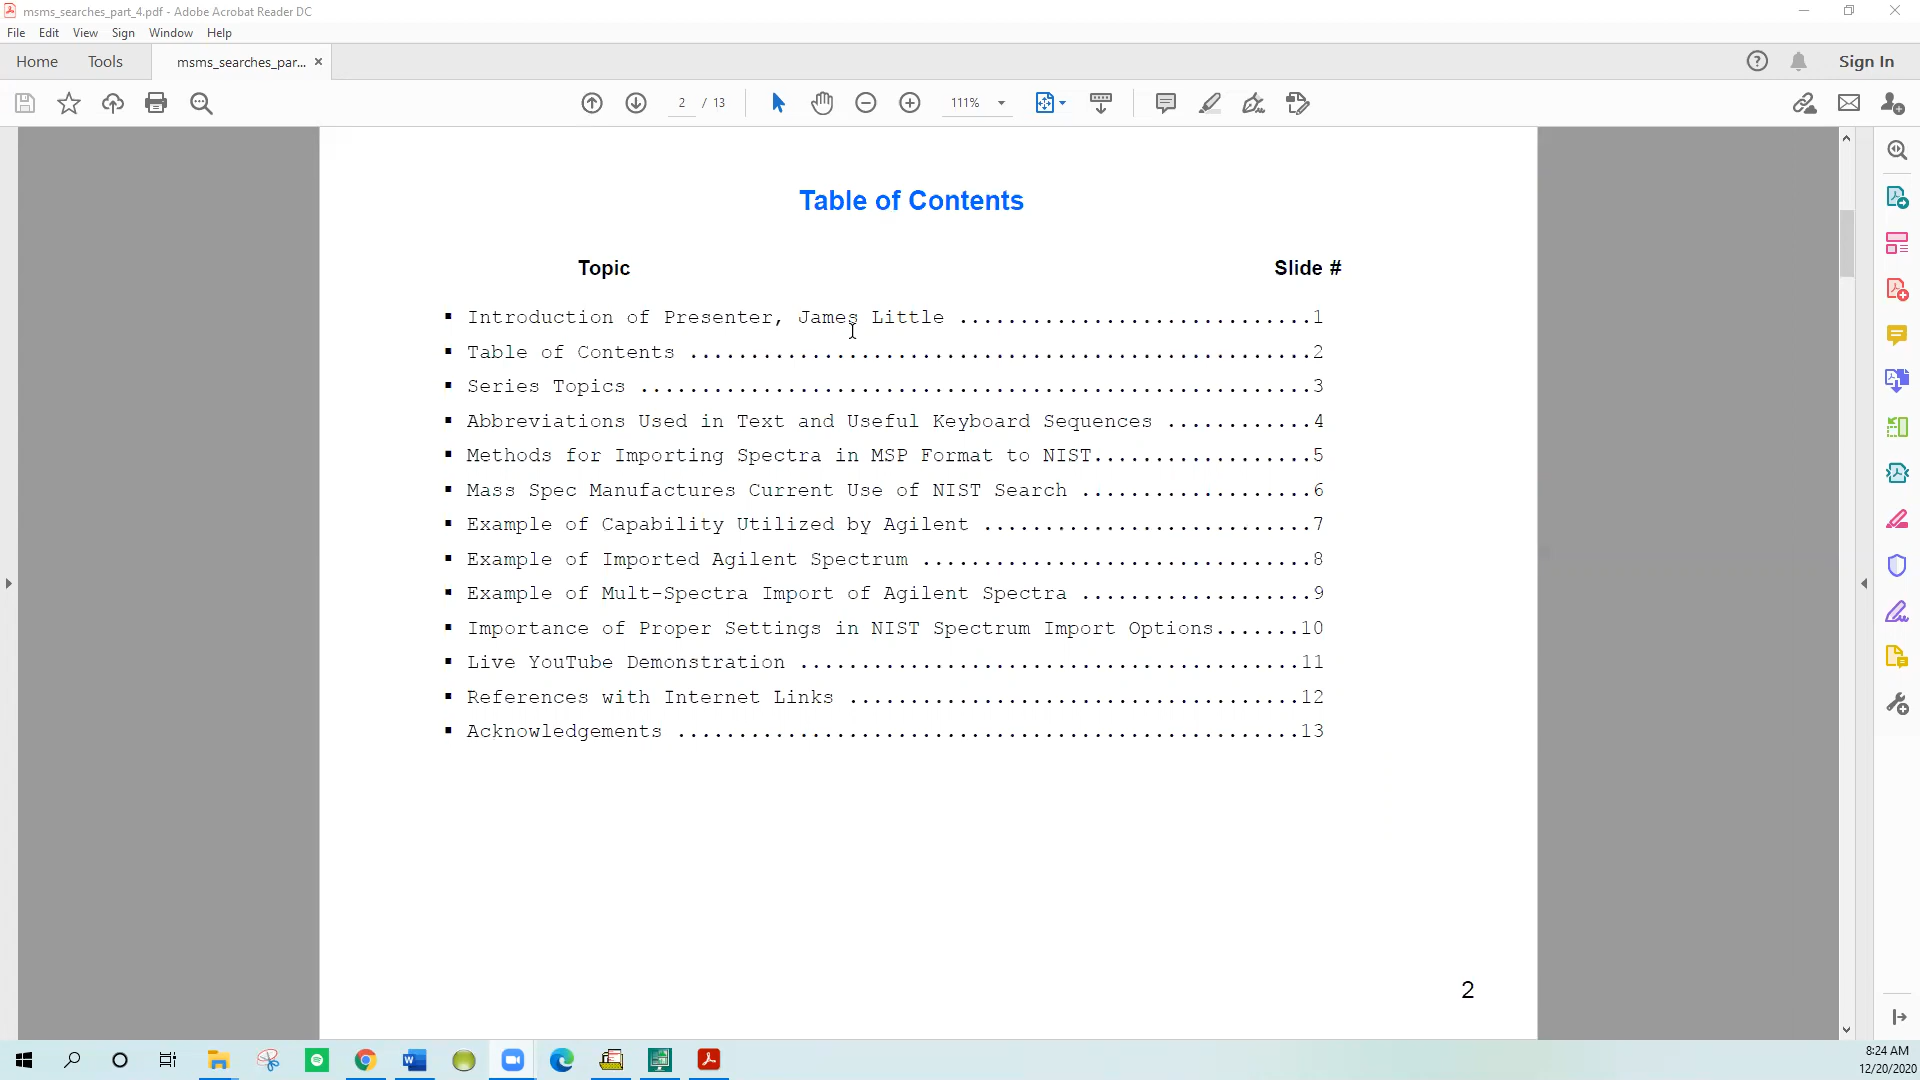 msms_searches_part_4.pdf - Adobe Acrobat Reader DC
File Edit View Sign Window Help
Home Tools msms_searches_par... × Sign In
2 / 13 111%
Table of Contents
Topic Slide #
▪ Introduction of Presenter, James Little .............................1
▪ Table of Contents ...................................................2
▪ Series Topics .......................................................3
▪ Abbreviations Used in Text and Useful Keyboard Sequences ............4
▪ Methods for Importing Spectra in MSP Format to NIST..................5
▪ Mass Spec Manufactures Current Use of NIST Search ...................6
▪ Example of Capability Utilized by Agilent ...........................7
▪ Example of Imported Agilent Spectrum ................................8
▪ Example of Mult-Spectra Import of Agilent Spectra ...................9
▪ Importance of Proper Settings in NIST Spectrum Import Options.......10
▪ Live YouTube Demonstration .........................................11
▪ References with Internet Links .....................................12
▪ Acknowledgements ...................................................13
2
8:24 AM
12/20/2020